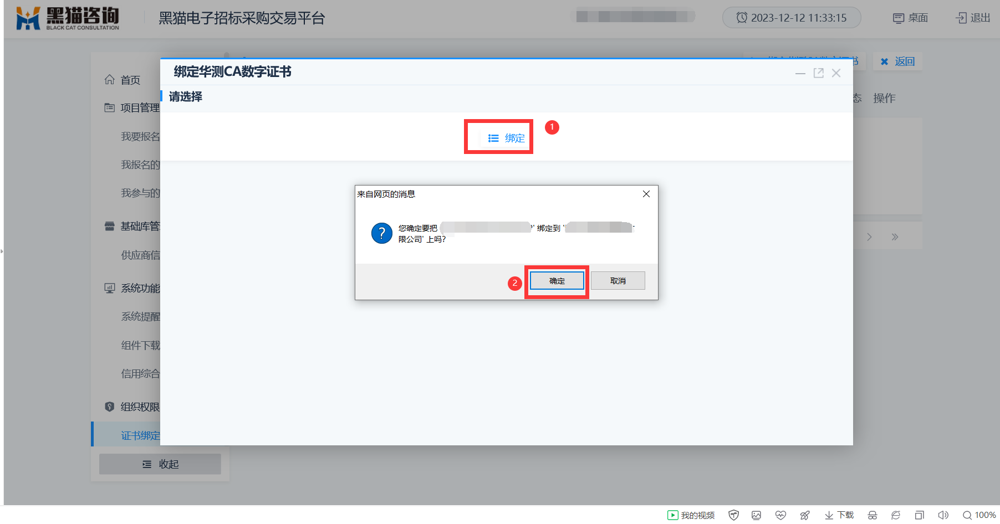 黑猫咨询
BLACK CAT CONSULTATION
黑猫电子招标采购交易平台
2023-12-12 11:33:15
桌面
退出
返回
绑定华测CA数字证书
请选择
首页
项目管理
我要报名
我报名的
我参与的
基础库管
供应商信
系统功能
系统提醒
组件下载
信用综合
组织权限
证书绑定
收起
态 操作
绑定
1
来自网页的消息
您确定要把
' 绑定到 '
限公司' 上吗?
2
确定
取消
我的视频
下载
100%